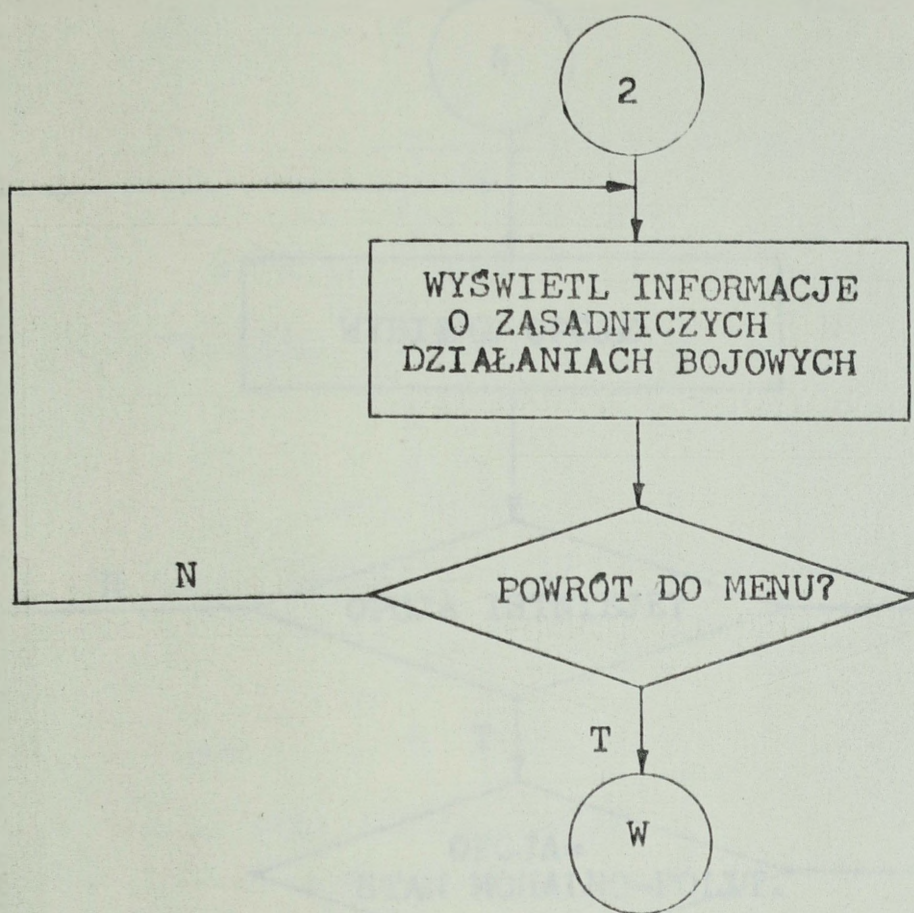 2
WYŚWIETL INFORMACJE
O ZASADNICZYCH
DZIAŁANIACH BOJOWYCH
N
POWRÓT DO MENU?
T
W